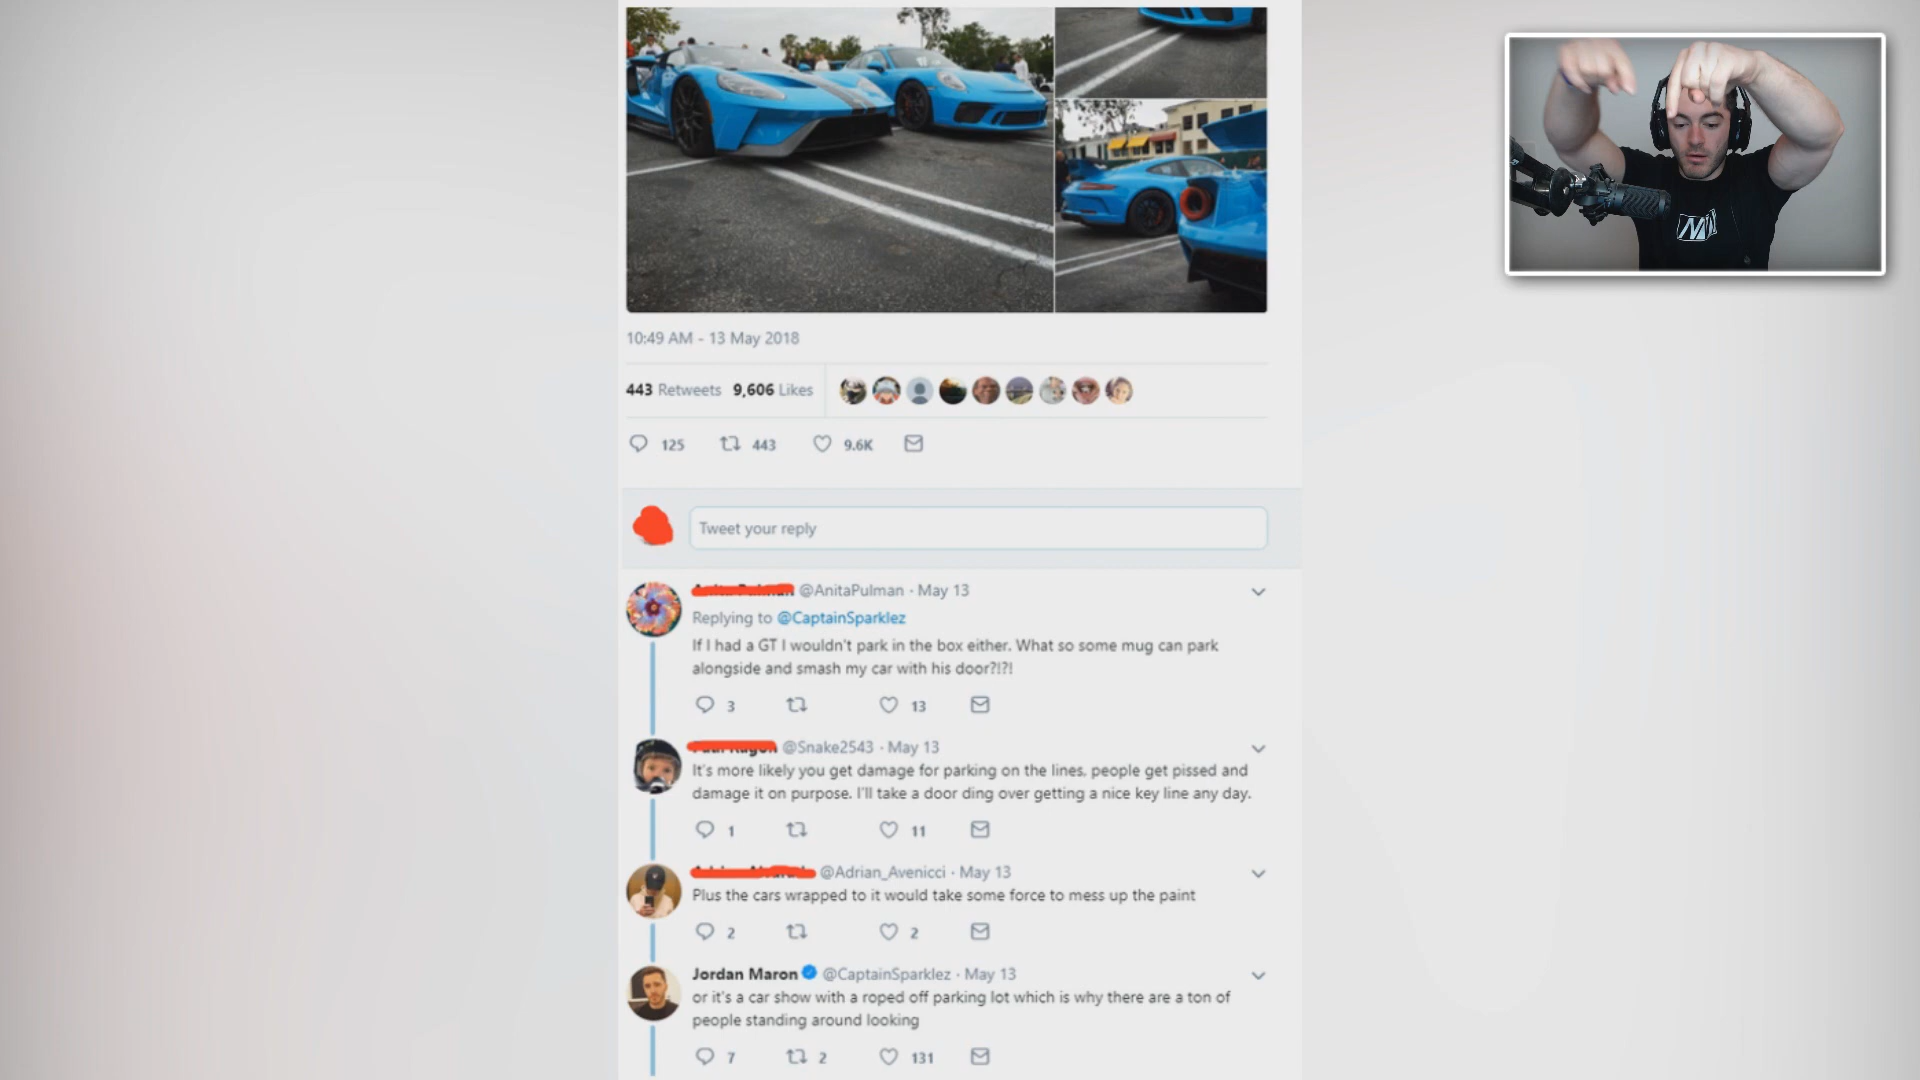 10:49 AM - 13 May 2018
443 Retweets 9,606 Likes
125 443 9.6K
Tweet your reply
@AnitaPulman · May 13
Replying to @CaptainSparklez
If I had a GT I wouldn't park in the box either. What so some mug can park
alongside and smash my car with his door?!?!
3 13
@Snake2543 · May 13
It's more likely you get damage for parking on the lines, people get pissed and
damage it on purpose. I'll take a door ding over getting a nice key line any day.
1 11
@Adrian_Avenicci · May 13
Plus the cars wrapped to it would take some force to mess up the paint
2 2
Jordan Maron @CaptainSparklez · May 13
or it's a car show with a roped off parking lot which is why there are a ton of
people standing around looking
7 2 131